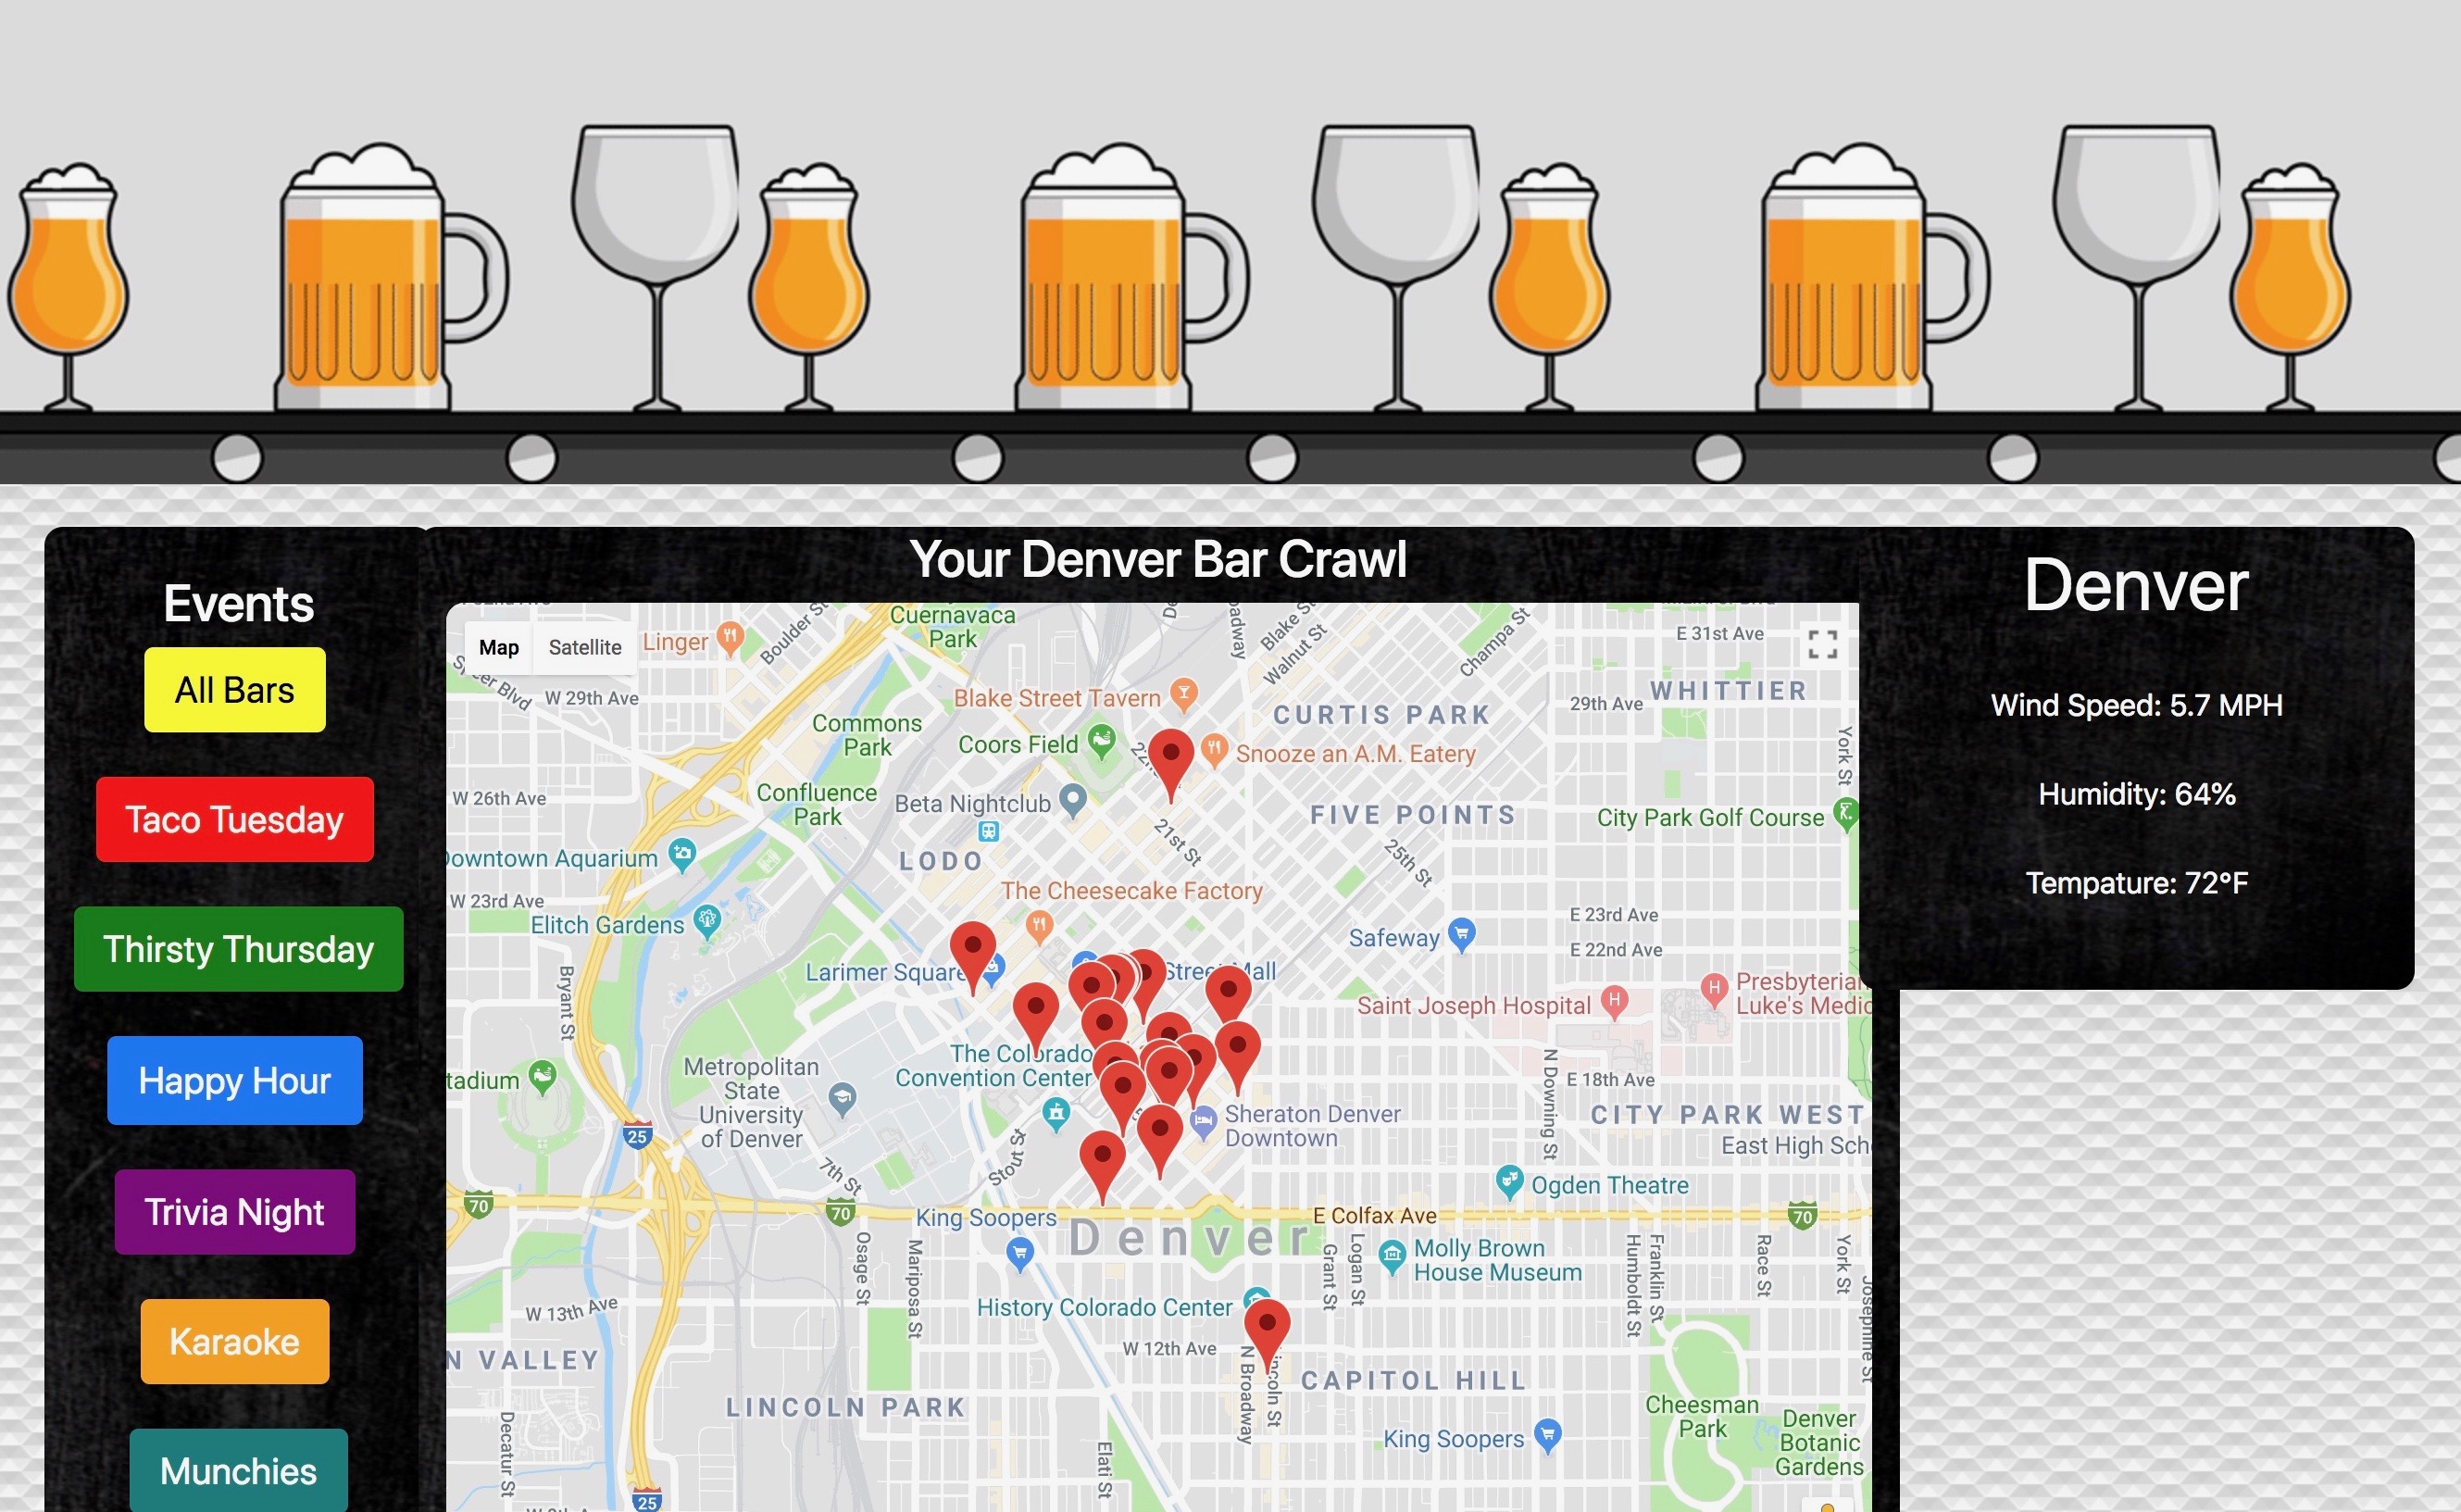 Your Denver Bar Crawl
Events
All Bars
Taco Tuesday
Thirsty Thursday
Happy Hour
Trivia Night
Karaoke
Munchies
Map
Satellite
Linger
Boulder St
Cuernavaca
Park
Blake St
Walnut St
Champa St
E 31st Ave
W 29th Ave
Blake Street Tavern
CURTIS PARK
29th Ave
WHITTIER
Commons
Park
Coors Field
Snooze an A.M. Eatery
York St
W 26th Ave
Confluence
Park
Beta Nightclub
FIVE POINTS
City Park Golf Course
21st St
25th St
LODO
Downtown Aquarium
The Cheesecake Factory
W 23rd Ave
Elitch Gardens
E 23rd Ave
Safeway
E 22nd Ave
Larimer Square
Street Mall
Bryant St
Saint Joseph Hospital
Presbyterian
Luke's Medic
The Colorado
Convention Center
Metropolitan
State
University
of Denver
tadium
N Downing St
E 18th Ave
Sheraton Denver
Downtown
CITY PARK WEST
East High Sch
25
Stout St
7th St
Ogden Theatre
70
70
King Soopers
Denver
E Colfax Ave
70
Osage St
Mariposa St
Grant St
Logan St
Molly Brown
House Museum
Humboldt St
Franklin St
Race St
York St
Josephine St
W 13th Ave
History Colorado Center
W 12th Ave
N Broadway
Lincoln St
N VALLEY
CAPITOL HILL
LINCOLN PARK
Cheesman
Park
Denver
Botanic
Gardens
King Soopers
Decatur St
Elati St
25
Denver
Wind Speed: 5.7 MPH
Humidity: 64%
Tempature: 72°F